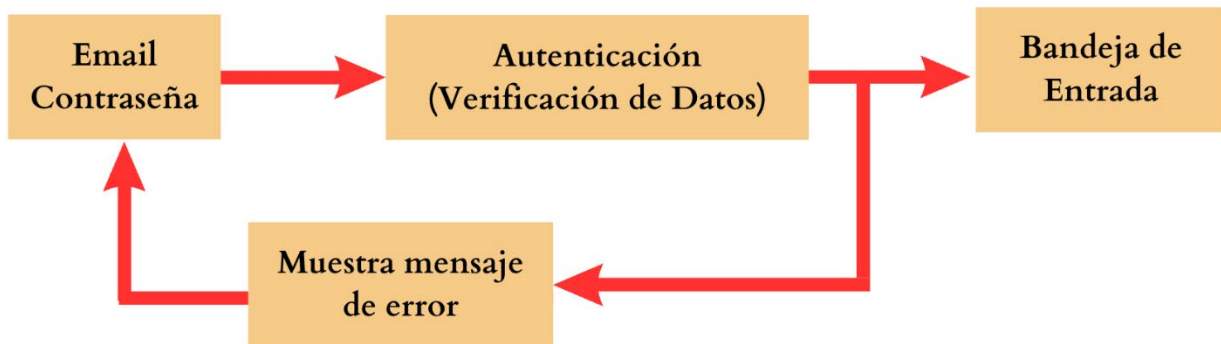 Email
Contraseña
Autenticación
(Verificación de Datos)
Bandeja de
Entrada
Muestra mensaje
de error